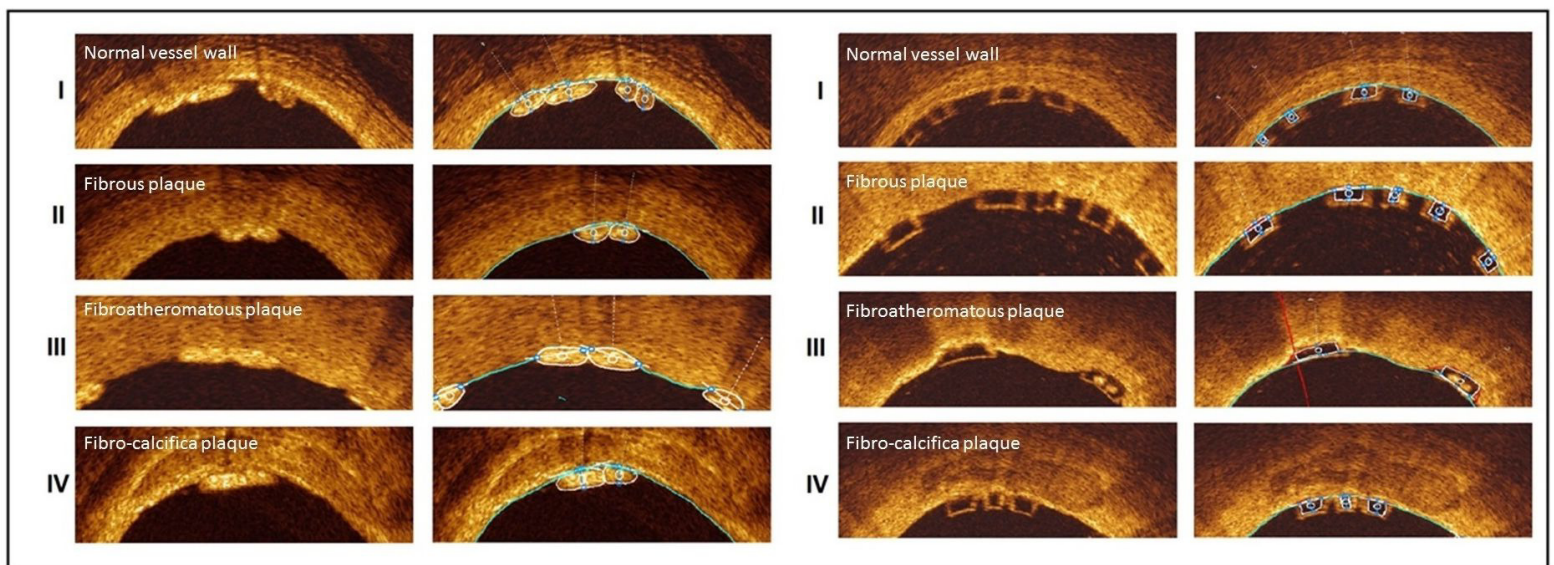 I
Normal vessel wall
II
Fibrous plaque
III
Fibroatheromatous plaque
IV
Fibro-calcifica plaque
I
Normal vessel wall
II
Fibrous plaque
III
Fibroatheromatous plaque
IV
Fibro-calcifica plaque